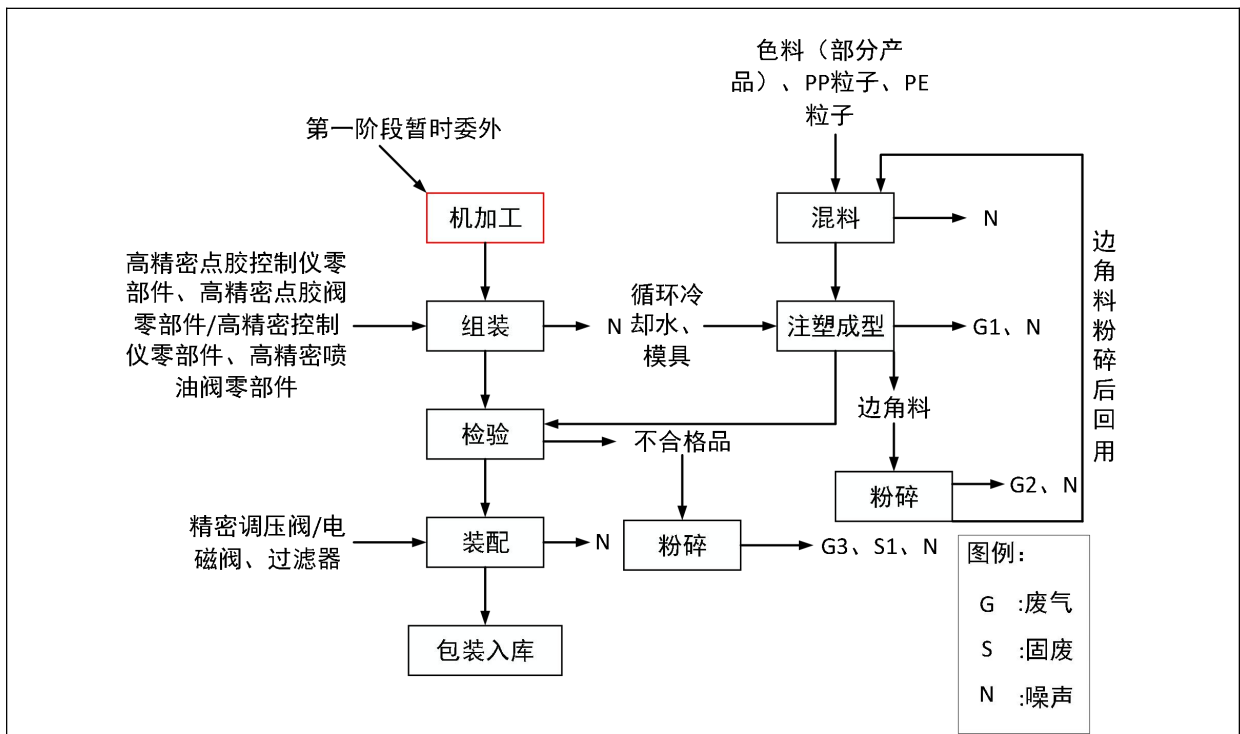 色料（部分产
品）、PP粒子、PE
粒子
第一阶段暂时委外
机加工
混料
N
高精密点胶控制仪零
部件、高精密点胶阀
零部件/高精密控制
仪零部件、高精密喷
油阀零部件
组装
N
循环冷
却水、
模具
注塑成型
G1、N
边角料粉碎后回用
边角料
检验
不合格品
粉碎
G2、N
精密调压阀/电
磁阀、过滤器
装配
N
粉碎
G3、S1、N
包装入库
图例：
G :废气
S :固废
N :噪声